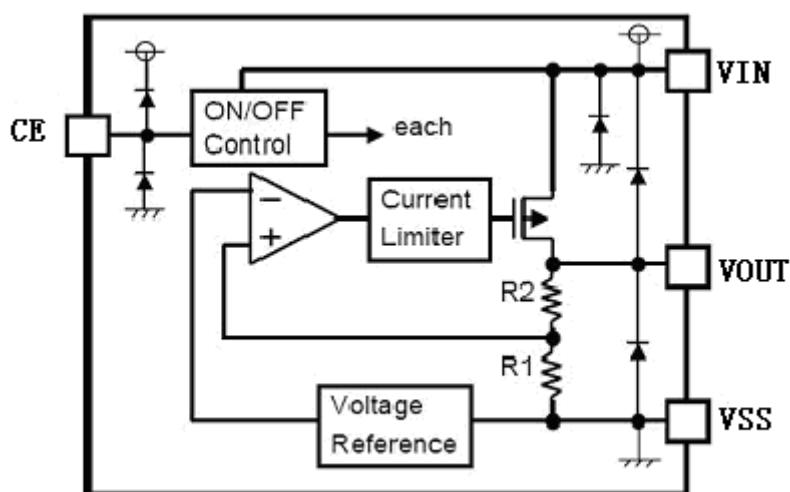 VIN
CE
ON/OFF
Control
each
−
+
Current
Limiter
R2
VOUT
R1
Voltage
Reference
VSS